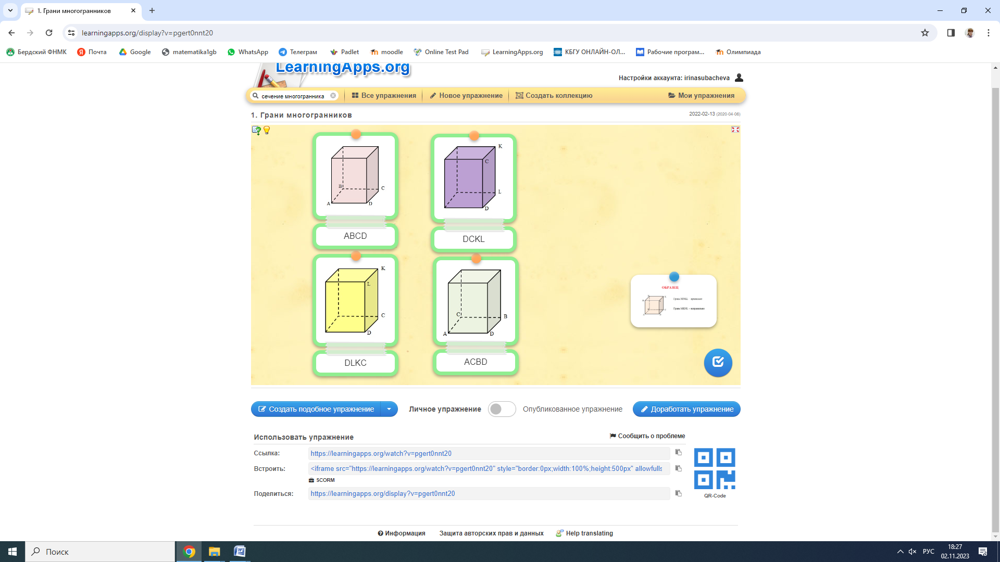 1. Грани многогранников
learningapps.org/display?v=pgert0nnt20
Бердский ФНМК
Почта
Google
matematika1gb
WhatsApp
Телеграм
Padlet
moodle
Online Test Pad
LearningApps.org
КБГУ ОНЛАЙН-ОЛ...
Рабочие програм...
Олимпиада
LearningApps.org
Настройки аккаунта: irinasubacheva
сечение многогранника
Все упражнения
Новое упражнение
Создать коллекцию
Мои упражнения
1. Грани многогранников
2022-02-13 (2020-04-06)
B
C
A
D
ABCD
K
C
L
D
DCKL
K
L
C
D
DLKC
C
B
A
D
ACBD
ОБРАЗЕЦ
Создать подобное упражнение
Личное упражнение
Опубликованное упражнение
Доработать упражнение
Использовать упражнение
Сообщить о проблеме
Ссылка:
https://learningapps.org/watch?v=pgert0nnt20
Встроить:
<iframe src="https://learningapps.org/watch?v=pgert0nnt20" style="border:0px;width:100%;height:500px" allowfulls
SCORM
Поделиться:
https://learningapps.org/display?v=pgert0nnt20
QR-Code
Информация
Защита авторских прав и данных
Help translating
Поиск
РУС
18:27
02.11.2023